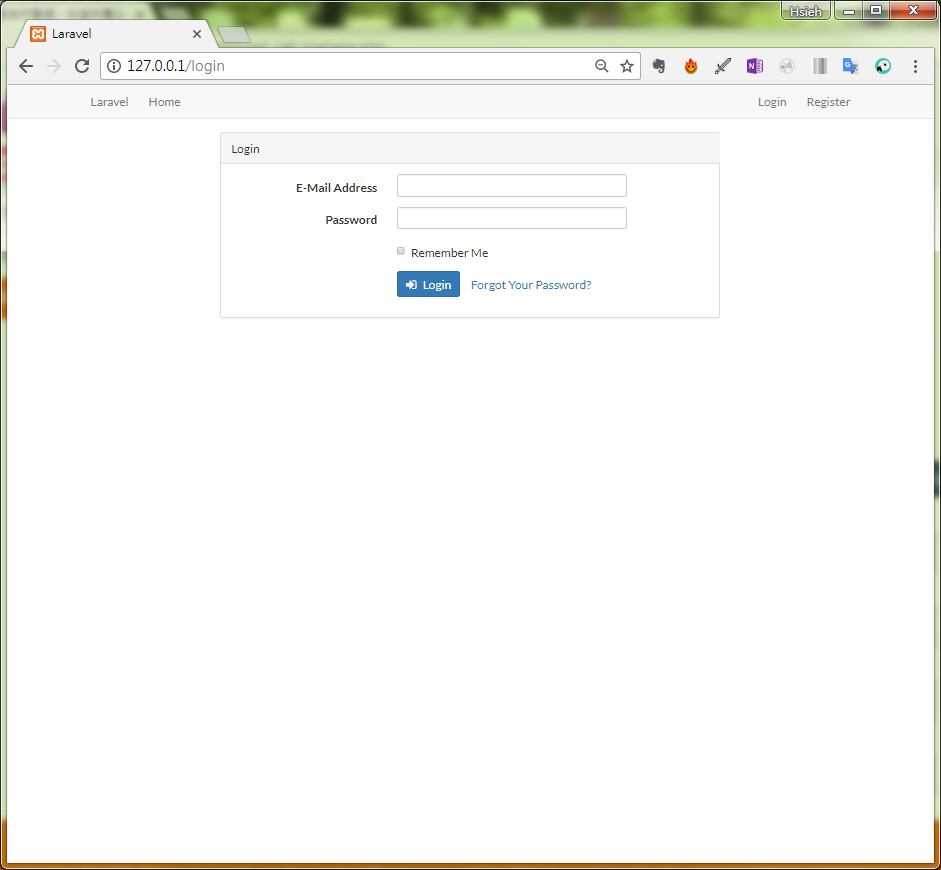 Hsieh
Laravel
127.0.0.1/login
Laravel Home Login Register
Login
E-Mail Address
Password
Remember Me
Login Forgot Your Password?